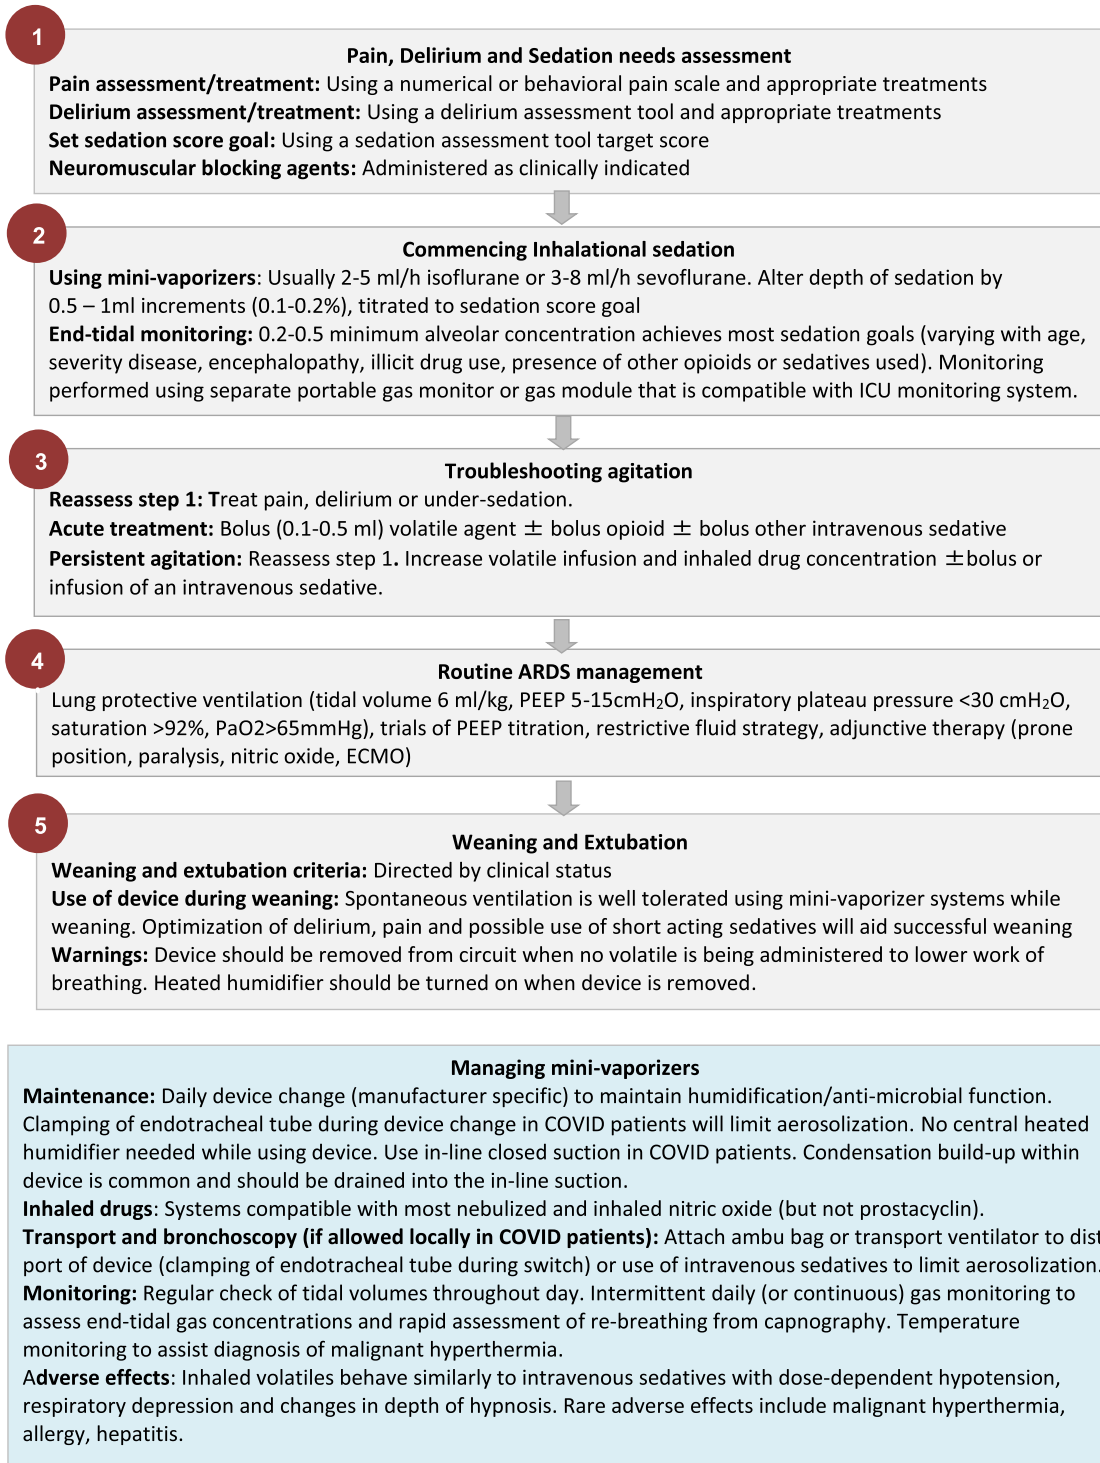 1
Pain, Delirium and Sedation needs assessment
Pain assessment/treatment: Using a numerical or behavioral pain scale and appropriate treatments
Delirium assessment/treatment: Using a delirium assessment tool and appropriate treatments
Set sedation score goal: Using a sedation assessment tool target score
Neuromuscular blocking agents: Administered as clinically indicated
2
Commencing Inhalational sedation
Using mini-vaporizers: Usually 2-5 ml/h isoflurane or 3-8 ml/h sevoflurane. Alter depth of sedation by
0.5 – 1ml increments (0.1-0.2%), titrated to sedation score goal
End-tidal monitoring: 0.2-0.5 minimum alveolar concentration achieves most sedation goals (varying with age,
severity disease, encephalopathy, illicit drug use, presence of other opioids or sedatives used). Monitoring
performed using separate portable gas monitor or gas module that is compatible with ICU monitoring system.
3
Troubleshooting agitation
Reassess step 1: Treat pain, delirium or under-sedation.
Acute treatment: Bolus (0.1-0.5 ml) volatile agent ± bolus opioid ± bolus other intravenous sedative
Persistent agitation: Reassess step 1. Increase volatile infusion and inhaled drug concentration ±bolus or
infusion of an intravenous sedative.
4
Routine ARDS management
Lung protective ventilation (tidal volume 6 ml/kg, PEEP 5-15cmH₂O, inspiratory plateau pressure <30 cmH₂O,
saturation >92%, PaO2>65mmHg), trials of PEEP titration, restrictive fluid strategy, adjunctive therapy (prone
position, paralysis, nitric oxide, ECMO)
5
Weaning and Extubation
Weaning and extubation criteria: Directed by clinical status
Use of device during weaning: Spontaneous ventilation is well tolerated using mini-vaporizer systems while
weaning. Optimization of delirium, pain and possible use of short acting sedatives will aid successful weaning
Warnings: Device should be removed from circuit when no volatile is being administered to lower work of
breathing. Heated humidifier should be turned on when device is removed.
Managing mini-vaporizers
Maintenance: Daily device change (manufacturer specific) to maintain humidification/anti-microbial function.
Clamping of endotracheal tube during device change in COVID patients will limit aerosolization. No central heated
humidifier needed while using device. Use in-line closed suction in COVID patients. Condensation build-up within
device is common and should be drained into the in-line suction.
Inhaled drugs: Systems compatible with most nebulized and inhaled nitric oxide (but not prostacyclin).
Transport and bronchoscopy (if allowed locally in COVID patients): Attach ambu bag or transport ventilator to dist
port of device (clamping of endotracheal tube during switch) or use of intravenous sedatives to limit aerosolization.
Monitoring: Regular check of tidal volumes throughout day. Intermittent daily (or continuous) gas monitoring to
assess end-tidal gas concentrations and rapid assessment of re-breathing from capnography. Temperature
monitoring to assist diagnosis of malignant hyperthermia.
Adverse effects: Inhaled volatiles behave similarly to intravenous sedatives with dose-dependent hypotension,
respiratory depression and changes in depth of hypnosis. Rare adverse effects include malignant hyperthermia,
allergy, hepatitis.